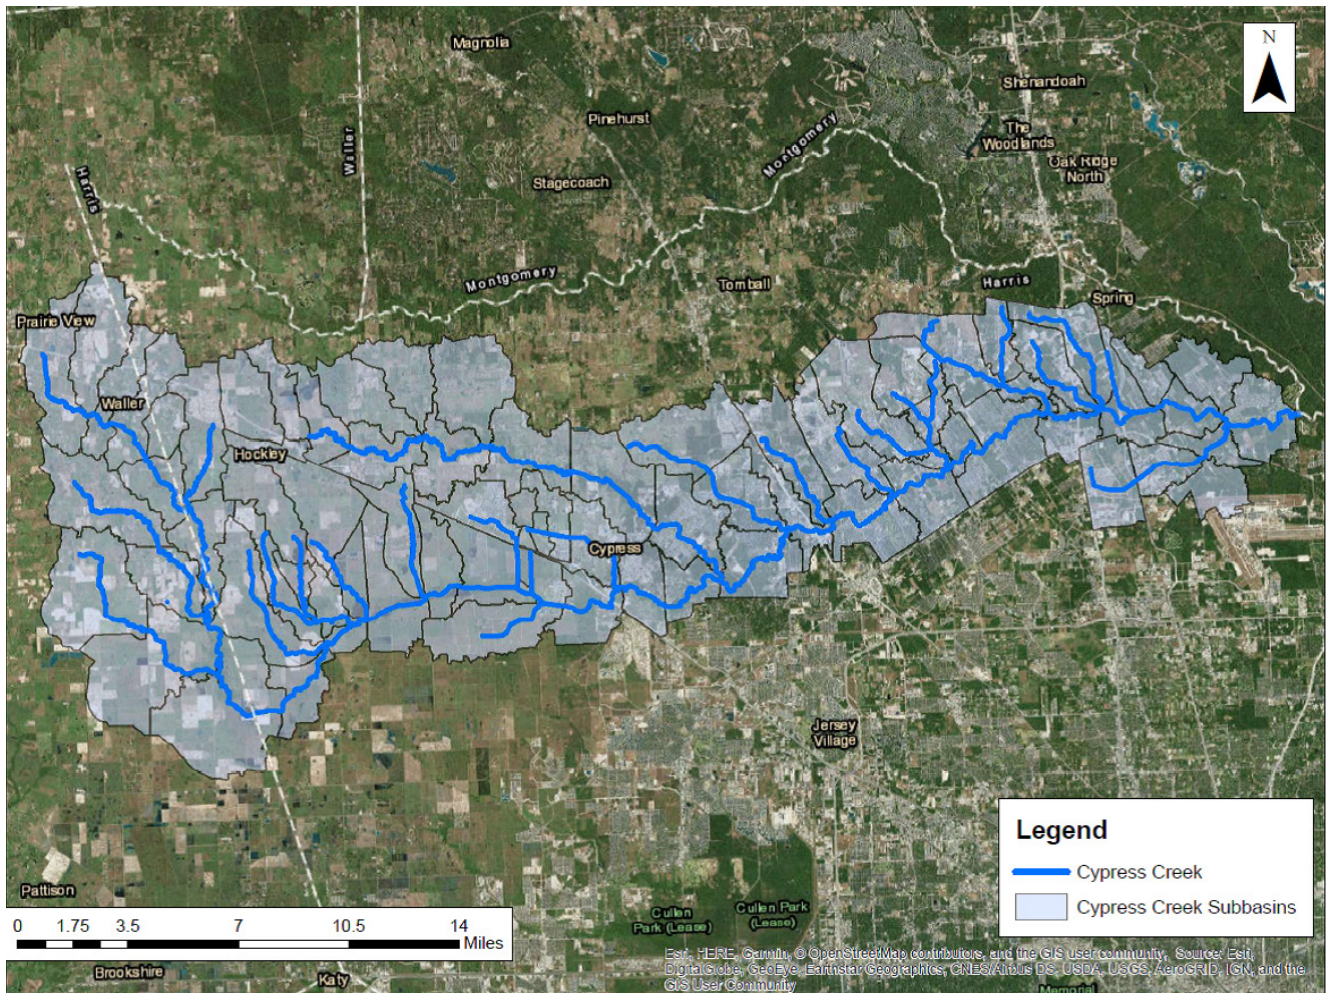 Magnolia
N
Shenandoah
Pinehurst
Montgomery
The
Woodlands
Waller
Oak Ridge
North
Harris
Stagecoach
Montgomery
Tomball
Harris
Spring
Prairie View
Waller
Hockley
Cypress
Jersey
Village
Legend
Cypress Creek
Cypress Creek Subbasins
Pattison
Cullen
Park (Lease)
Cullen Park
(Lease)
0 1.75 3.5 7 10.5 14
Miles
Brookshire
Katy
Esri, HERE, Garmin, © OpenStreetMap contributors, and the GIS user community, Source: Esri,
DigitalGlobe, GeoEye, Earthstar Geographics, CNES/Airbus DS, USDA, USGS, AeroGRID, IGN, and the
GIS User Community
Memorial